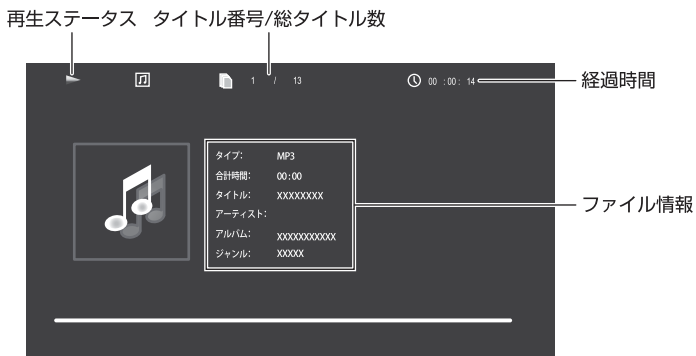 再生ステータス タイトル番号/総タイトル数
1 / 13 00 : 00 : 14 経過時間
タイプ: MP3
合計時間: 00:00
タイトル: XXXXXXXX
アーティスト:
アルバム: XXXXXXXXXXX
ジャンル: XXXXX
ファイル情報